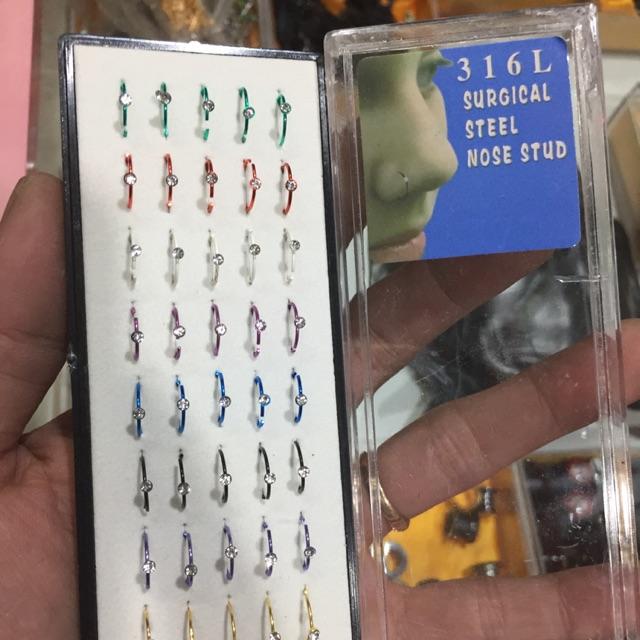 316L
SURGICAL
STEEL
NOSE STUD